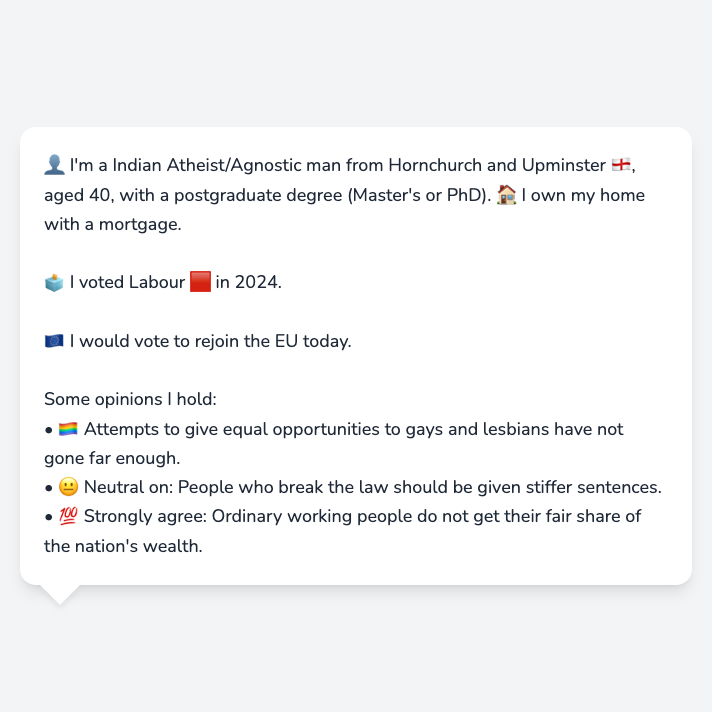 👤 I'm a Indian Atheist/Agnostic man from Hornchurch and Upminster 🏴󠁧󠁢󠁥󠁮󠁧󠁿,
aged 40, with a postgraduate degree (Master's or PhD). 🏠 I own my home
with a mortgage.
🗳️ I voted Labour 🟥 in 2024.
🇪🇺 I would vote to rejoin the EU today.
Some opinions I hold:
• 🏳️‍🌈 Attempts to give equal opportunities to gays and lesbians have not
gone far enough.
• 😐 Neutral on: People who break the law should be given stiffer sentences.
• 💯 Strongly agree: Ordinary working people do not get their fair share of
the nation's wealth.